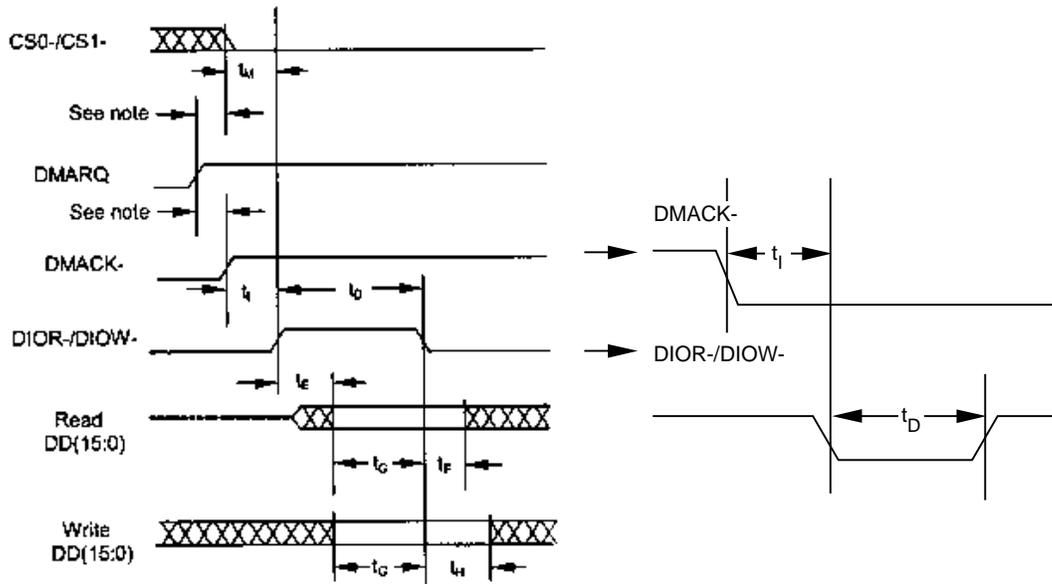 CS0-/CS1-
tM
See note
DMARQ
See note
DMACK-
tI
tD
DIOR-/DIOW-
tE
Read
DD(15:0)
tG
tF
Write
DD(15:0)
tG
tH
DMACK-
tI
DIOR-/DIOW-
tD